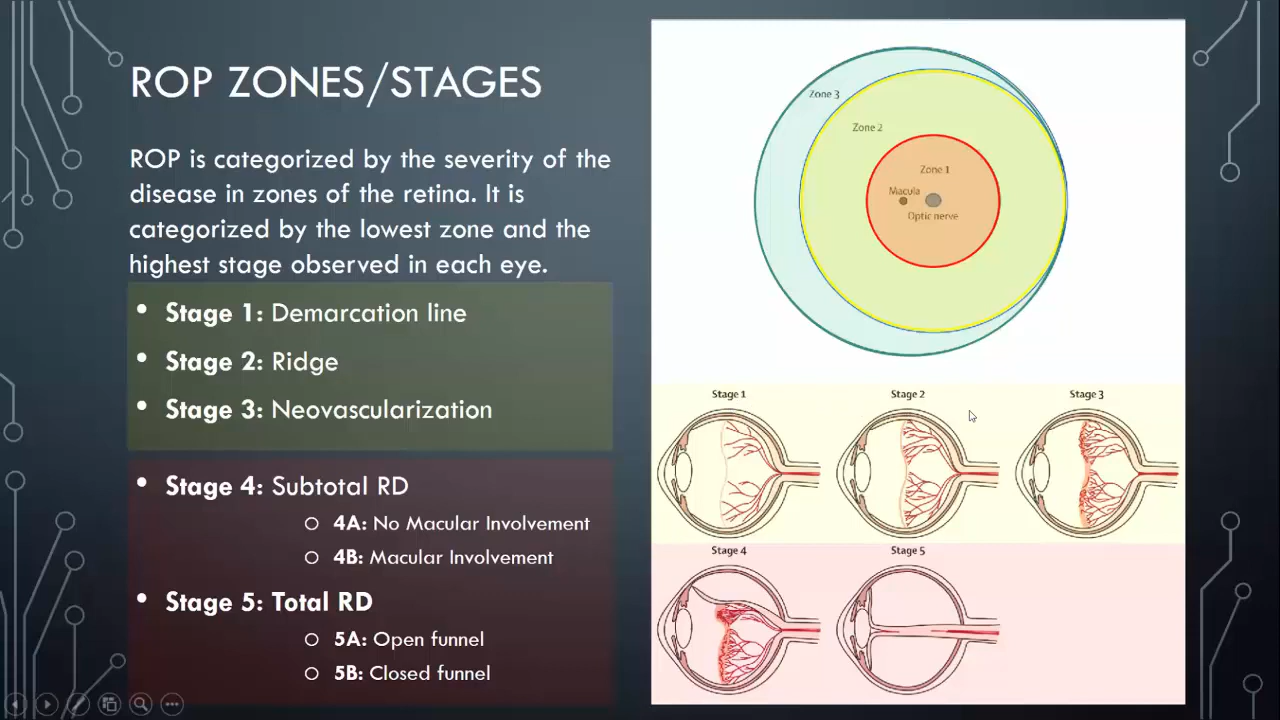 ROP ZONES/STAGES
ROP is categorized by the severity of the
disease in zones of the retina. It is
categorized by the lowest zone and the
highest stage observed in each eye.
• Stage 1: Demarcation line
• Stage 2: Ridge
• Stage 3: Neovascularization
• Stage 4: Subtotal RD
○ 4A: No Macular Involvement
○ 4B: Macular Involvement
• Stage 5: Total RD
○ 5A: Open funnel
○ 5B: Closed funnel
Zone 3
Zone 2
Zone 1
Macula
Optic nerve
Stage 1
Stage 2
Stage 3
Stage 4
Stage 5